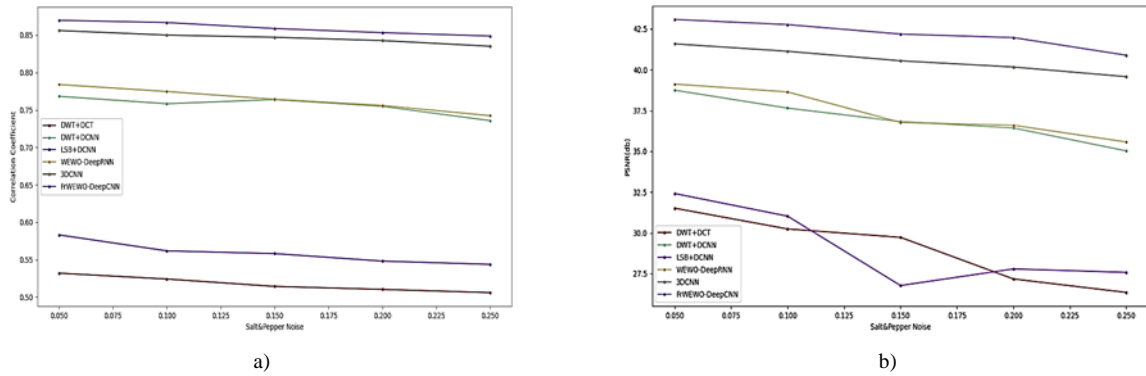 0.85
0.80
0.75
0.70
0.65
0.60
0.55
0.50
Correlation Coefficient
DWT+DCT
DWT+DCNN
LSB+DCNN
WEWO-DeepRNN
3DCNN
FrWEWO-DeepCNN
0.050 0.075 0.100 0.125 0.150 0.175 0.200 0.225 0.250
Salt&Pepper Noise
a)
42.5
40.0
37.5
35.0
32.5
30.0
27.5
PSNR(db)
DWT+DCT
DWT+DCNN
LSB+DCNN
WEWO-DeepRNN
3DCNN
FrWEWO-DeepCNN
0.050 0.075 0.100 0.125 0.150 0.175 0.200 0.225 0.250
Salt&Pepper Noise
b)